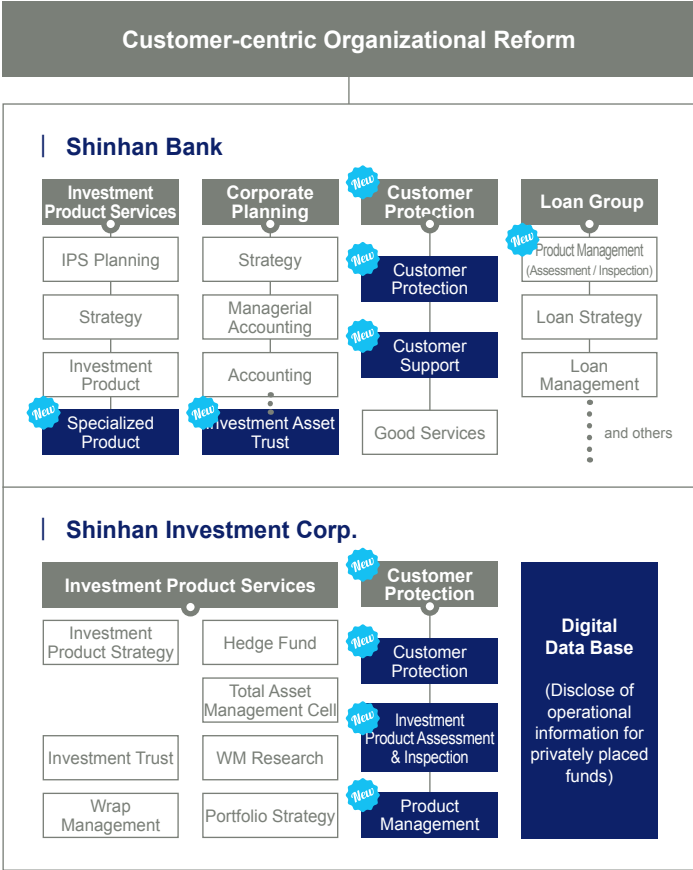 Customer-centric Organizational Reform
Shinhan Bank
Investment
Product Services
IPS Planning
Strategy
Investment
Product
New
Specialized
Product
Corporate
Planning
Strategy
Managerial
Accounting
Accounting
New
Investment Asset
Trust
New
Customer
Protection
New
Customer
Protection
New
Customer
Support
Good Services
Loan Group
New
Product Management
(Assessment / Inspection)
Loan Strategy
Loan
Management
and others
Shinhan Investment Corp.
Investment Product Services
Investment
Product Strategy
Hedge Fund
Total Asset
Management Cell
Investment Trust
WM Research
Wrap
Management
Portfolio Strategy
New
Customer
Protection
New
Customer
Protection
New
Investment
Product Assessment
& Inspection
New
Product
Management
Digital
Data Base
(Disclose of
operational
information for
privately placed
funds)